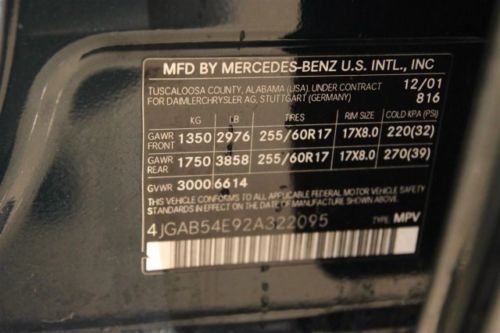 MFD BY MERCEDES-BENZ U.S. INTL., INC
TUSCALOOSA COUNTY, ALABAMA (USA), UNDER CONTRACT 12/01
FOR DAIMLERCHRYSLER AG, STUTTGART (GERMANY) 816
KG LB TIRES RIM SIZE COLD KPA (PSI)
GAWR FRONT 1350 2976 255/60R17 17X8.0 220(32)
GAWR REAR 1750 3858 255/60R17 17X8.0 270(39)
GVWR 3000 6614
THIS VEHICLE CONFORMS TO ALL APPLICABLE FEDERAL MOTOR VEHICLE SAFETY
STANDARDS IN EFFECT ON THE DATE OF MANUFACTURE SHOWN ABOVE
4JGAB54E92A322095 TYPE: MPV